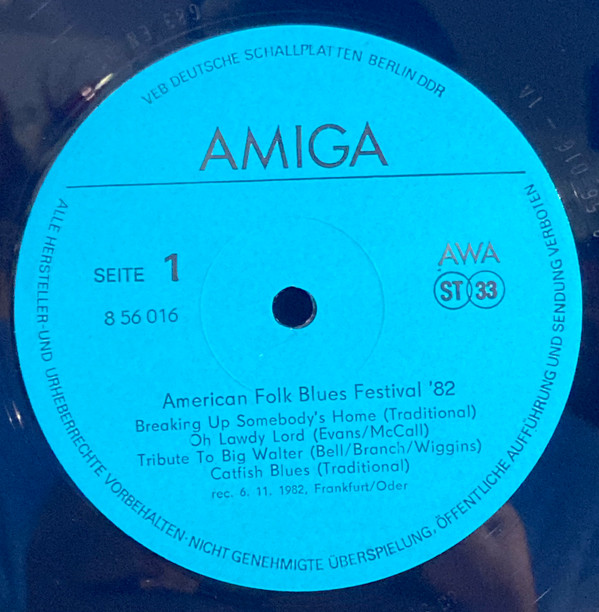 VEB DEUTSCHE SCHALLPLATTEN BERLIN DDR
AMIGA
SEITE 1
8 56 016
AWA
ST 33
American Folk Blues Festival '82
Breaking Up Somebody's Home (Traditional)
Oh Lawdy Lord (Evans/McCall)
Tribute To Big Walter (Bell/Branch/Wiggins)
Catfish Blues (Traditional)
rec. 6. 11. 1982, Frankfurt/Oder
ALLE HERSTELLER-UND URHEBERRECHTE VORBEHALTEN-NICHT GENEHMIGTE ÜBERSPIELUNG, ÖFFENTLICHE AUFFÜHRUNG UND SENDUNG VERBOTEN